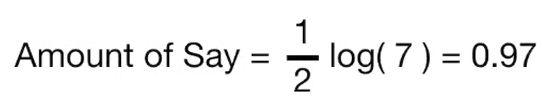 Amount of Say = 1/2 log( 7 ) = 0.97